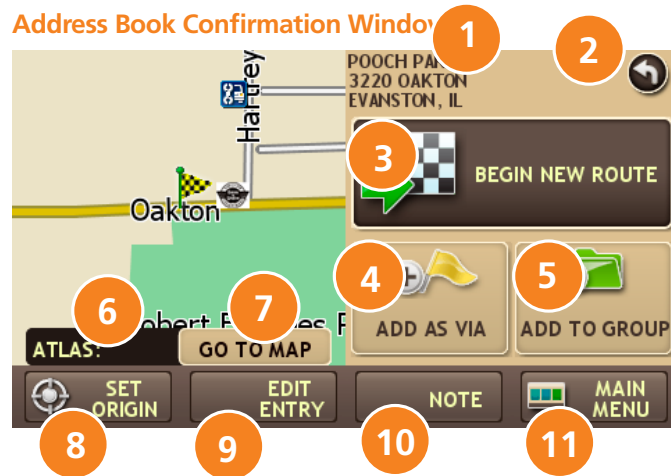 Address Book Confirmation Window
1
2
POOCH PA
3220 OAKTON
EVANSTON, IL
Hartrey
3
BEGIN NEW ROUTE
Oakton
4
5
ADD AS VIA
ADD TO GROUP
6
7
ATLAS:
GO TO MAP
SET ORIGIN
EDIT ENTRY
NOTE
MAIN MENU
8
9
10
11